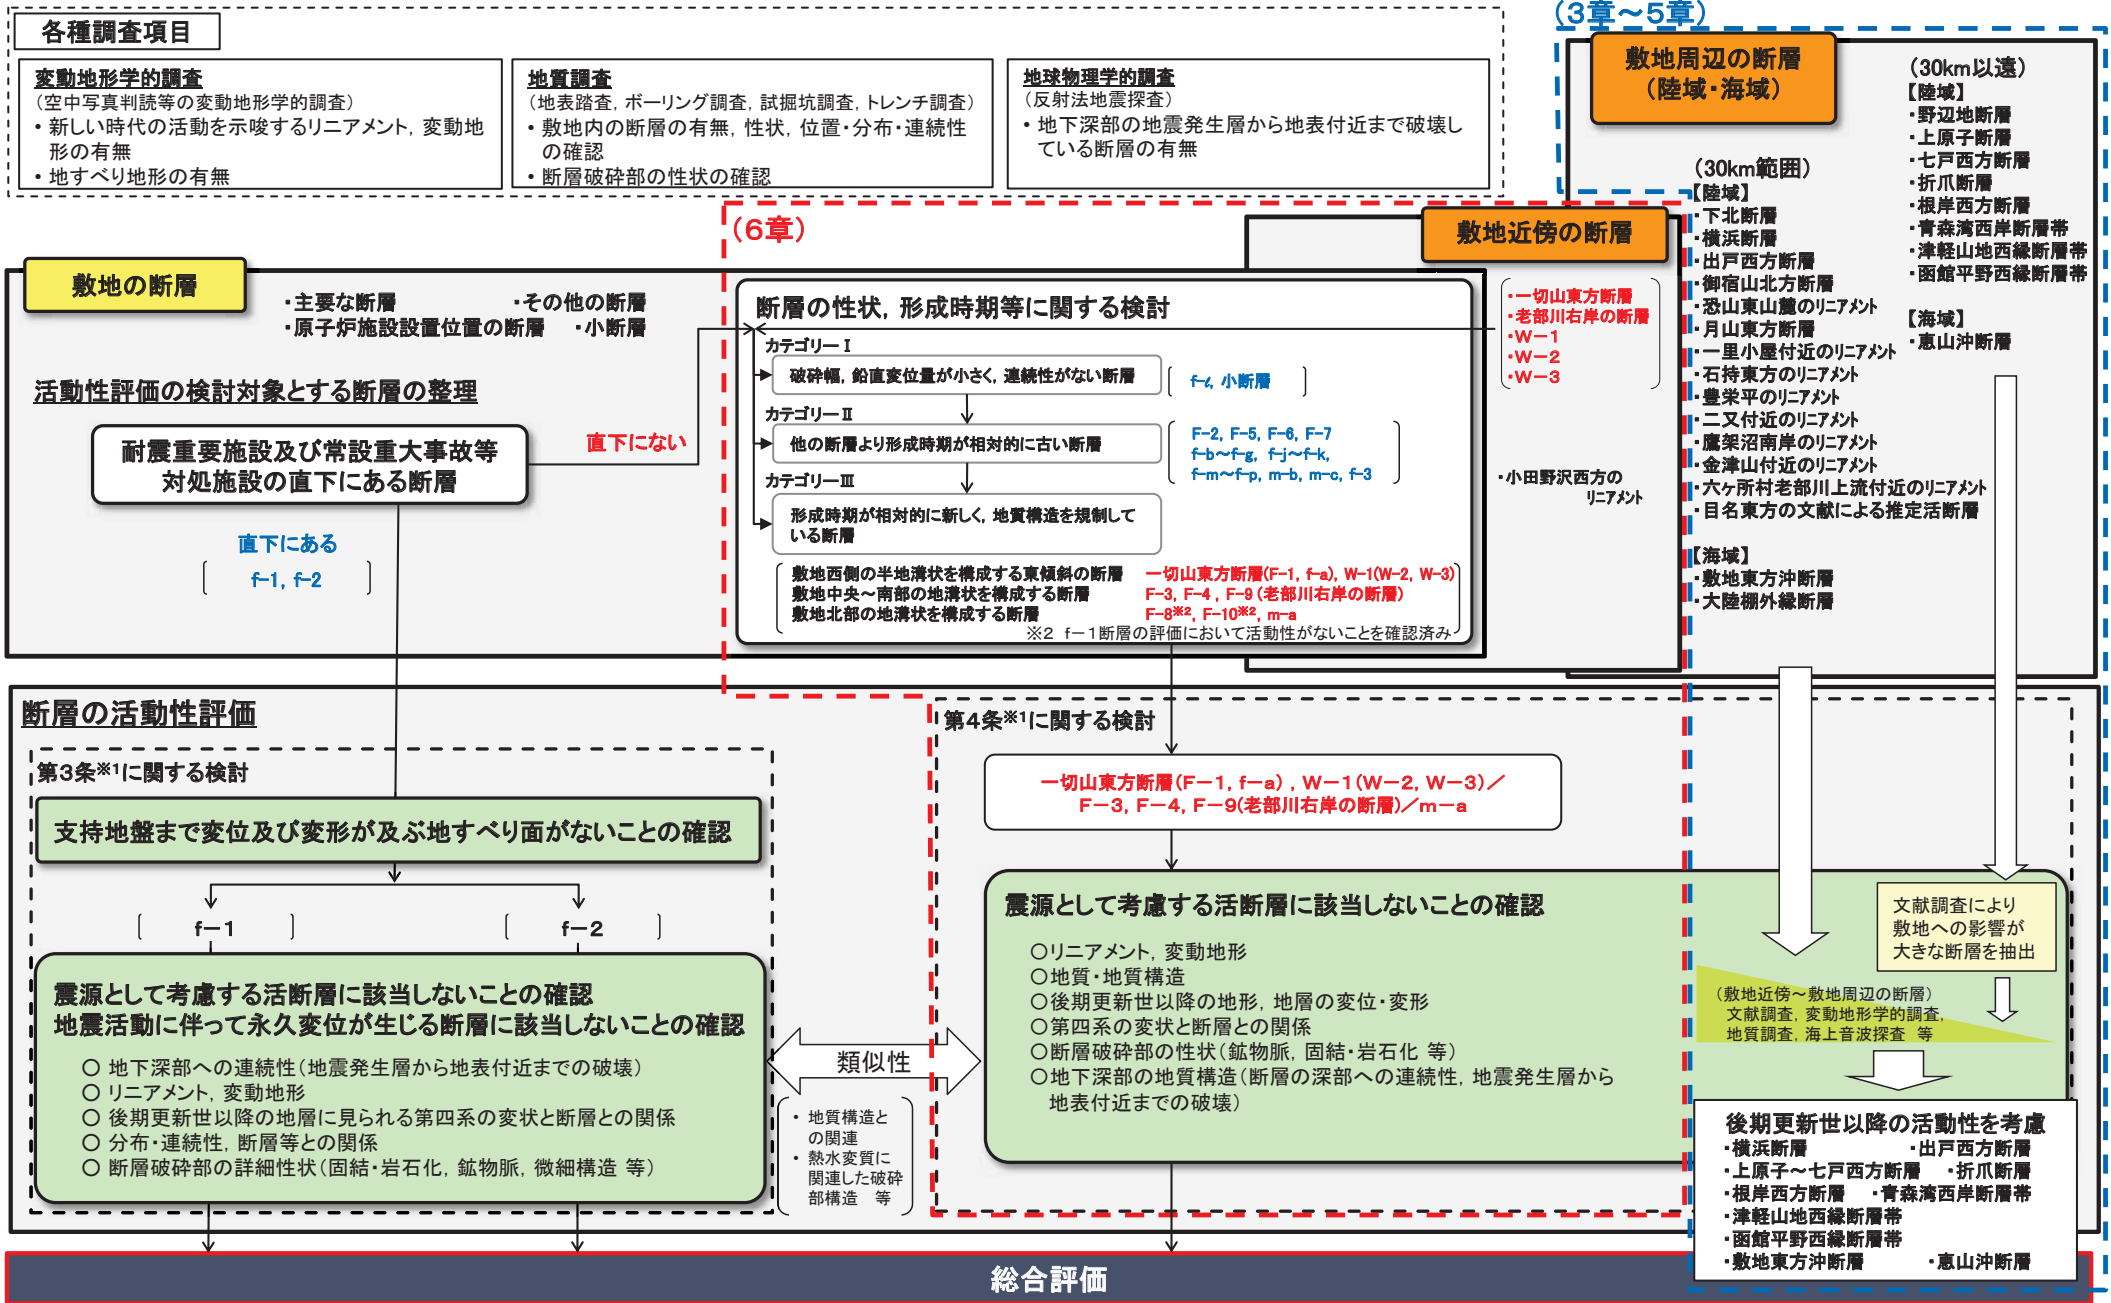 各種調査項目
変動地形学的調査
（空中写真判読等の変動地形学的調査）
・新しい時代の活動を示唆するリニアメント，変動地
形の有無
・地すべり地形の有無
地質調査
（地表踏査，ボーリング調査，試掘坑調査，トレンチ調査）
・敷地内の断層の有無，性状，位置・分布・連続性
の確認
・断層破砕部の性状の確認
地球物理学的調査
（反射法地震探査）
・地下深部の地震発生層から地表付近まで破壊し
ている断層の有無
（３章～５章）
敷地周辺の断層
（陸域・海域）
（30km以遠）
【陸域】
・野辺地断層
・上原子断層
・七戸西方断層
・折爪断層
・根岸西方断層
・青森湾西岸断層帯
・津軽山地西縁断層帯
・函館平野西縁断層帯
【海域】
・恵山沖断層
（30km範囲）
【陸域】
・下北断層
・横浜断層
・出戸西方断層
・御宿山北方断層
・恐山東山麓のリニアメント
・月山東方断層
・一里小屋付近のリニアメント
・石持東方のリニアメント
・豊栄平のリニアメント
・二又付近のリニアメント
・鷹架沼南岸のリニアメント
・金津山付近のリニアメント
・六ヶ所村老部川上流付近のリニアメント
・目名東方の文献による推定活断層
【海域】
・敷地東方沖断層
・大陸棚外縁断層
（６章）
敷地近傍の断層
・一切山東方断層
・老部川右岸の断層
・Ｗ－１
・Ｗ－２
・Ｗ－３
・小田野沢西方の
リニアメント
敷地の断層
・主要な断層　・その他の断層
・原子炉施設設置位置の断層　・小断層
活動性評価の検討対象とする断層の整理
耐震重要施設及び常設重大事故等
対処施設の直下にある断層
直下にない
直下にある
f-1, f-2
断層の性状，形成時期等に関する検討
カテゴリーⅠ
破砕幅，鉛直変位量が小さく，連続性がない断層
f-ℓ, 小断層
カテゴリーⅡ
他の断層より形成時期が相対的に古い断層
F-2, F-5, F-6, F-7
f-b～f-g, f-j～f-k,
f-m～f-p, m-b, m-c, f-3
カテゴリーⅢ
形成時期が相対的に新しく，地質構造を規制して
いる断層
敷地西側の半地溝状を構成する東傾斜の断層　一切山東方断層(F-1, f-a), W-1(W-2, W-3)
敷地中央～南部の地溝状を構成する断層　F-3, F-4 , F-9 (老部川右岸の断層)
敷地北部の地溝状を構成する断層　F-8※2, F-10※2, m-a
※2 f－1断層の評価において活動性がないことを確認済み
断層の活動性評価
第３条※1に関する検討
支持地盤まで変位及び変形が及ぶ地すべり面がないことの確認
f－1
f－2
震源として考慮する活断層に該当しないことの確認
地震活動に伴って永久変位が生じる断層に該当しないことの確認
○ 地下深部への連続性（地震発生層から地表付近までの破壊）
○ リニアメント，変動地形
○ 後期更新世以降の地層に見られる第四系の変状と断層との関係
○ 分布・連続性，断層等との関係
○ 断層破砕部の詳細性状（固結・岩石化，鉱物脈，微細構造 等）
類似性
・地質構造と
の関連
・熱水変質に
関連した破砕
部構造 等
第４条※1に関する検討
一切山東方断層（Ｆ－１，ｆ－ａ），Ｗ－１（Ｗ－２，Ｗ－３）／
Ｆ－３，Ｆ－４，Ｆ－９(老部川右岸の断層)／ｍ－ａ
震源として考慮する活断層に該当しないことの確認
○リニアメント，変動地形
○地質・地質構造
○後期更新世以降の地形，地層の変位・変形
○第四系の変状と断層との関係
○断層破砕部の性状（鉱物脈，固結・岩石化 等）
○地下深部の地質構造（断層の深部への連続性，地震発生層から
地表付近までの破壊）
文献調査により
敷地への影響が
大きな断層を抽出
（敷地近傍～敷地周辺の断層）
文献調査，変動地形学的調査，
地質調査，海上音波探査 等
後期更新世以降の活動性を考慮
・横浜断層　・出戸西方断層
・上原子～七戸西方断層　・折爪断層
・根岸西方断層　・青森湾西岸断層帯
・津軽山地西縁断層帯
・函館平野西縁断層帯
・敷地東方沖断層　・恵山沖断層
総合評価